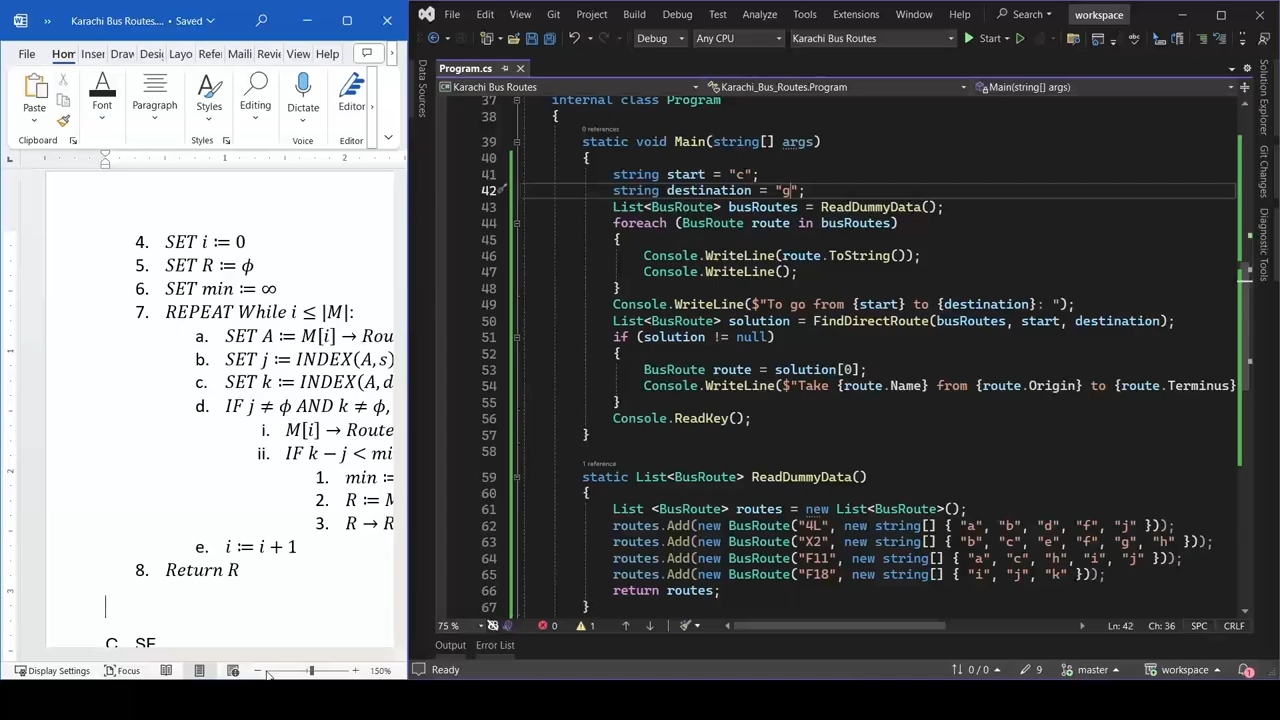 Karachi Bus Routes.... • Saved
File Hom Inser Draw Desig Layo Refer Maili Revie View Help
Paste Font Paragraph Styles Editing Dictate Editor
Clipboard Styles Voice Editor
1 2 3
4. SET i ≔ 0
5. SET R ≔ ϕ
6. SET min ≔ ∞
7. REPEAT While i ≤ |M|:
a. SET A ≔ M[i] → Rou
b. SET j ≔ INDEX(A, s)
c. SET k ≔ INDEX(A, d
d. IF j ≠ ϕ AND k ≠ ϕ,
i. M[i] → Route
ii. IF k − j < mi
1. min ≔
2. R ≔ M
3. R → R
e. i ≔ i + 1
8. Return R
Display Settings Focus 150%
File Edit View Git Project Build Debug Test Analyze Tools Extensions Window Help Search workspace
Debug Any CPU Karachi Bus Routes Start
Data Sources
Program.cs
Karachi Bus Routes Karachi_Bus_Routes.Program Main(string[] args)
37 internal class Program
38 {
0 references
39 static void Main(string[] args)
40 {
41 string start = "c";
42 string destination = "g";
43 List<BusRoute> busRoutes = ReadDummyData();
44 foreach (BusRoute route in busRoutes)
45 {
46 Console.WriteLine(route.ToString());
47 Console.WriteLine();
48 }
49 Console.WriteLine($"To go from {start} to {destination}: ");
50 List<BusRoute> solution = FindDirectRoute(busRoutes, start, destination);
51 if (solution != null)
52 {
53 BusRoute route = solution[0];
54 Console.WriteLine($"Take {route.Name} from {route.Origin} to {route.Terminus}
55 }
56 Console.ReadKey();
57 }
58
1 reference
59 static List<BusRoute> ReadDummyData()
60 {
61 List <BusRoute> routes = new List<BusRoute>();
62 routes.Add(new BusRoute("4L", new string[] { "a", "b", "d", "f", "j" }));
63 routes.Add(new BusRoute("X2", new string[] { "b", "c", "e", "f", "g", "h" }));
64 routes.Add(new BusRoute("F11", new string[] { "a", "c", "h", "i", "j" }));
65 routes.Add(new BusRoute("F18", new string[] { "i", "j", "k" }));
66 return routes;
67 }
75 % 0 1 Ln: 42 Ch: 36 SPC CRLF
Output Error List
Ready 0 / 0 9 master workspace 1
Solution Explorer
Diagnostic Tools